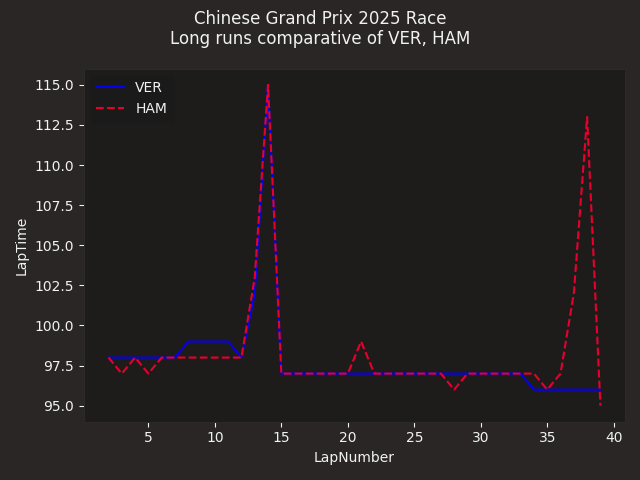 Chinese Grand Prix 2025 Race
Long runs comparative of VER, HAM
VER
HAM
115.0
112.5
110.0
107.5
105.0
102.5
100.0
97.5
95.0
LapTime
5 10 15 20 25 30 35 40
LapNumber